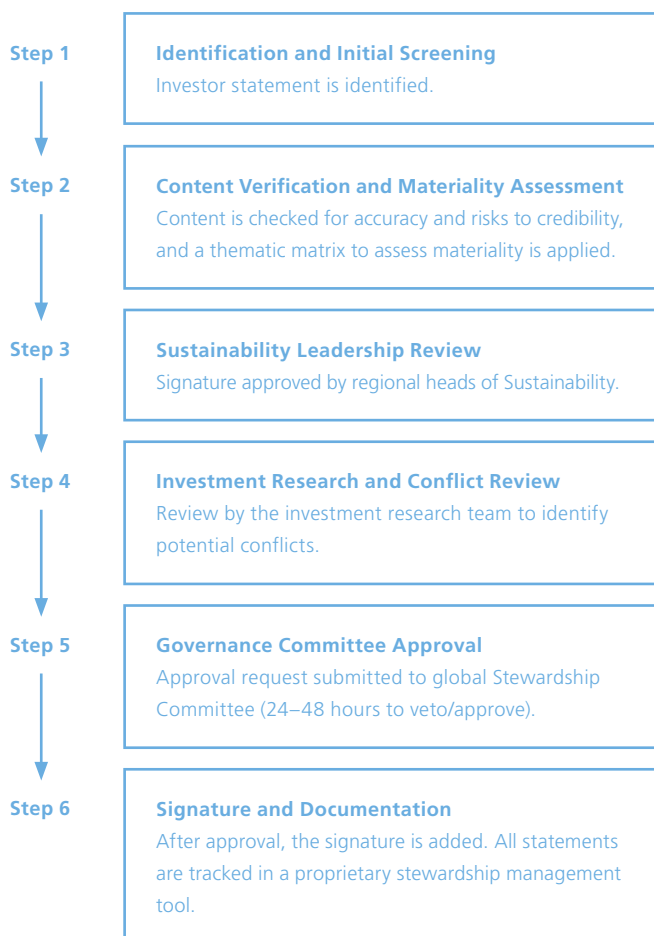 Step 1
Identification and Initial Screening
Investor statement is identified.
Step 2
Content Verification and Materiality Assessment
Content is checked for accuracy and risks to credibility,
and a thematic matrix to assess materiality is applied.
Step 3
Sustainability Leadership Review
Signature approved by regional heads of Sustainability.
Step 4
Investment Research and Conflict Review
Review by the investment research team to identify
potential conflicts.
Step 5
Governance Committee Approval
Approval request submitted to global Stewardship
Committee (24–48 hours to veto/approve).
Step 6
Signature and Documentation
After approval, the signature is added. All statements
are tracked in a proprietary stewardship management
tool.